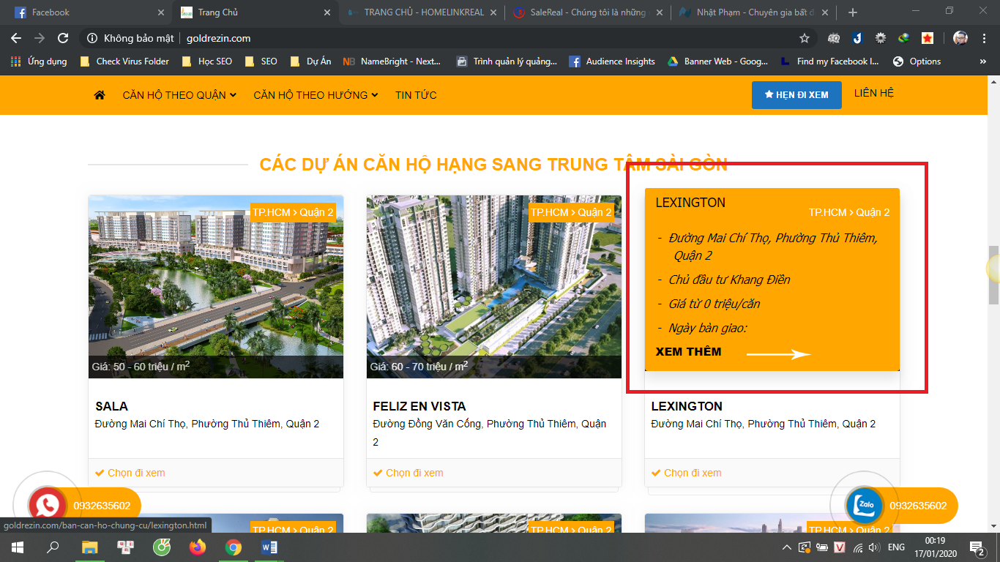 Facebook
Trang Chủ
TRANG CHỦ - HOMELINKREAL
SaleReal - Chúng tôi là những
Nhật Phạm - Chuyên gia bất đ
Không bảo mật
goldrezin.com
Ứng dụng
Check Virus Folder
Học SEO
SEO
Dự Án
NB NameBright - Next...
Trình quản lý quảng...
Audience Insights
Banner Web - Goog...
Find my Facebook I...
Options
CĂN HỘ THEO QUẬN
CĂN HỘ THEO HƯỚNG
TIN TỨC
HẸN ĐI XEM
LIÊN HỆ
CÁC DỰ ÁN CĂN HỘ HẠNG SANG TRUNG TÂM SÀI GÒN
TP.HCM > Quận 2
Giá: 50 - 60 triệu / m²
SALA
Đường Mai Chí Thọ, Phường Thủ Thiêm, Quận 2
Chọn đi xem
TP.HCM > Quận 2
Giá: 60 - 70 triệu / m²
FELIZ EN VISTA
Đường Đồng Văn Cống, Phường Thủ Thiêm, Quận
2
Chọn đi xem
LEXINGTON
TP.HCM > Quận 2
- Đường Mai Chí Thọ, Phường Thủ Thiêm,
Quận 2
- Chủ đầu tư Khang Điền
- Giá từ 0 triệu/căn
- Ngày bàn giao:
XEM THÊM
LEXINGTON
Đường Mai Chí Thọ, Phường Thủ Thiêm, Quận 2
Chọn đi xem
0932635602
Zalo
0932635602
goldrezin.com/ban-can-ho-chung-cu/lexington.html
TP.HCM > Quận 2
TP.HCM > Quận 2
TP.HCM > Quận 2
ENG
00:19
17/01/2020
2